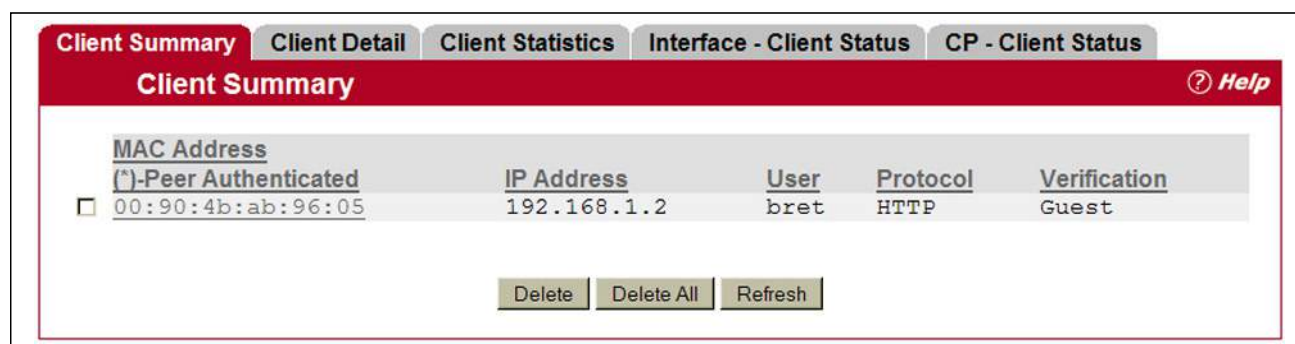 Client Summary Client Detail Client Statistics Interface - Client Status CP - Client Status
Client Summary ? Help
MAC Address
(*)-Peer Authenticated IP Address User Protocol Verification
00:90:4b:ab:96:05 192.168.1.2 bret HTTP Guest
Delete Delete All Refresh